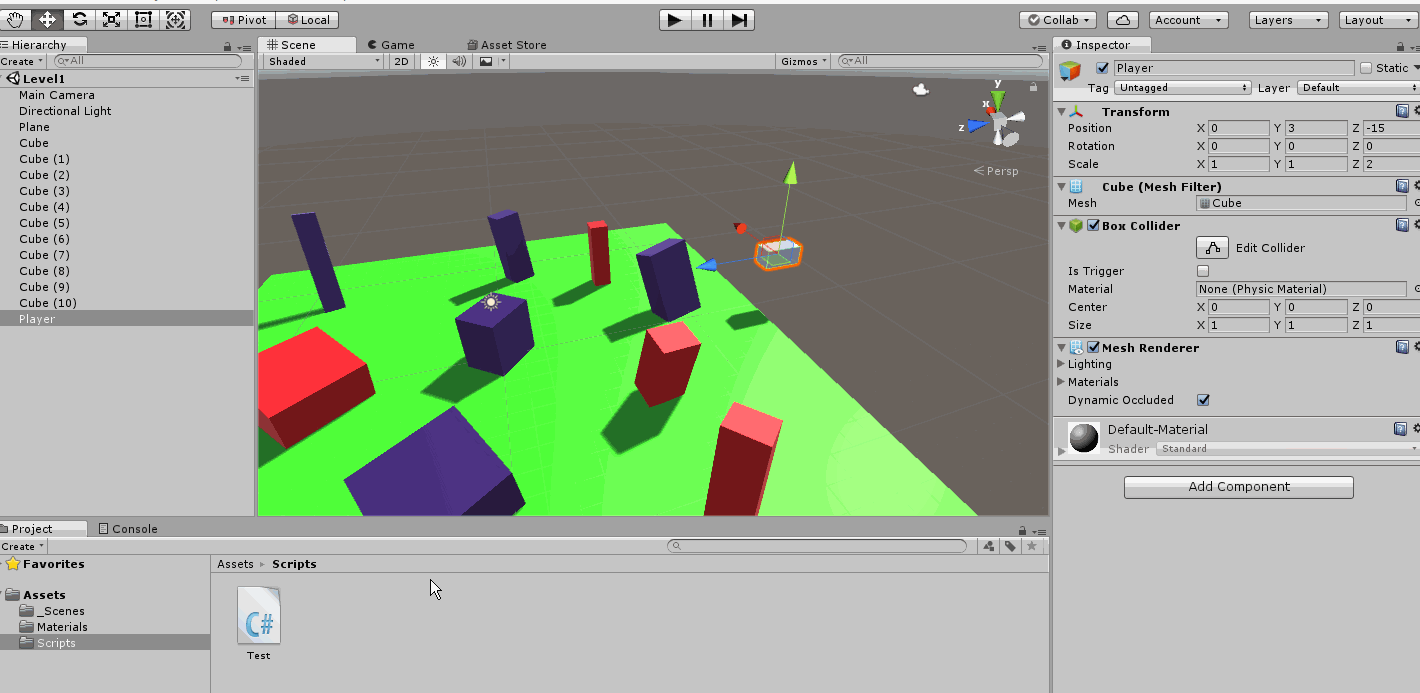 Pivot Local Collab Account Layers Layout
Hierarchy
Create All
Level1
Main Camera
Directional Light
Plane
Cube
Cube (1)
Cube (2)
Cube (3)
Cube (4)
Cube (5)
Cube (6)
Cube (7)
Cube (8)
Cube (9)
Cube (10)
Player
Scene Game Asset Store
Shaded 2D Gizmos All
y
x
z
Persp
Inspector
Player Static
Tag Untagged Layer Default
Transform
Position X 0 Y 3 Z -15
Rotation X 0 Y 0 Z 0
Scale X 1 Y 1 Z 2
Cube (Mesh Filter)
Mesh Cube
Box Collider
Edit Collider
Is Trigger
Material None (Physic Material)
Center X 0 Y 0 Z 0
Size X 1 Y 1 Z 1
Mesh Renderer
Lighting
Materials
Dynamic Occluded
Default-Material
Shader Standard
Add Component
Project Console
Create
Favorites
Assets
_Scenes
Materials
Scripts
Assets Scripts
C#
Test